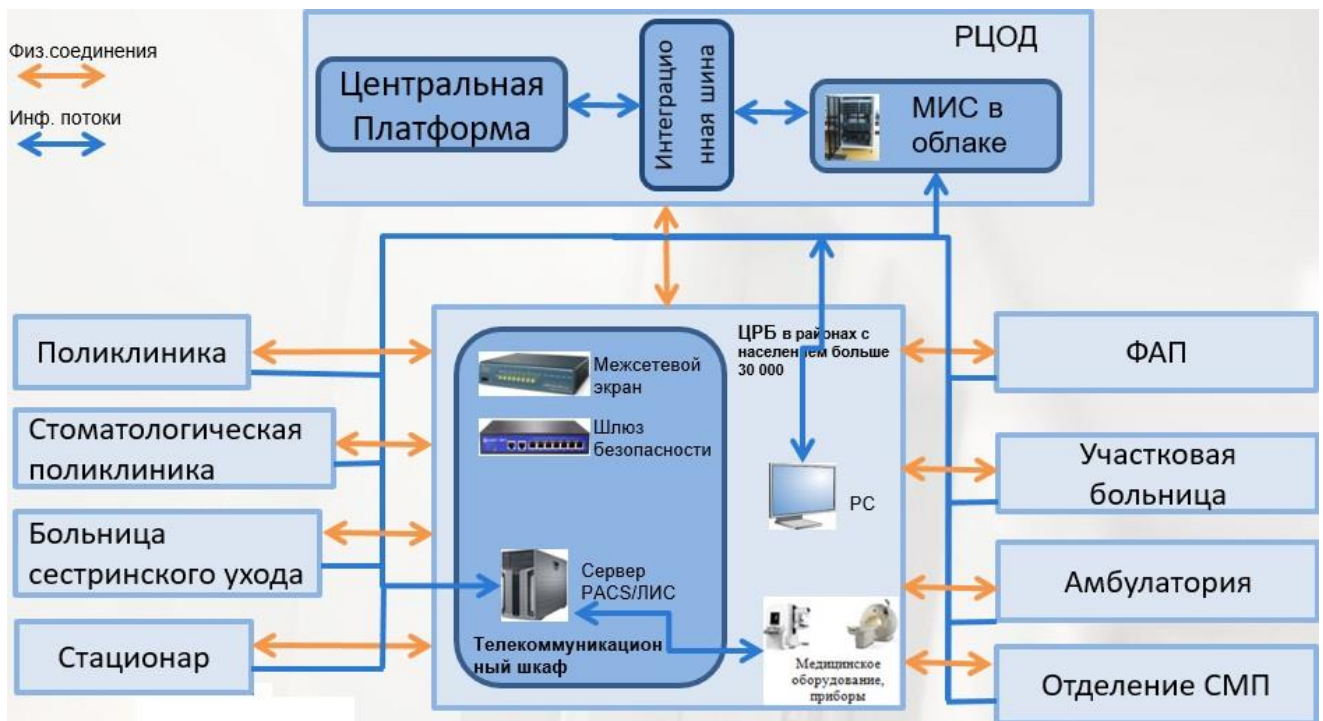 Физ.соединения
Инф. потоки
РЦОД
Центральная
Платформа
Интеграцио
нная шина
МИС в
облаке
Поликлиника
Стоматологическая
поликлиника
Больница
сестринского ухода
Стационар
Межсетевой
экран
Шлюз
безопасности
Сервер
PACS/ЛИС
Телекоммуникацион
ный шкаф
ЦРБ в районах с
населением больше
30 000
PC
Медицинское
оборудование,
приборы
ФАП
Участковая
больница
Амбулатория
Отделение СМП